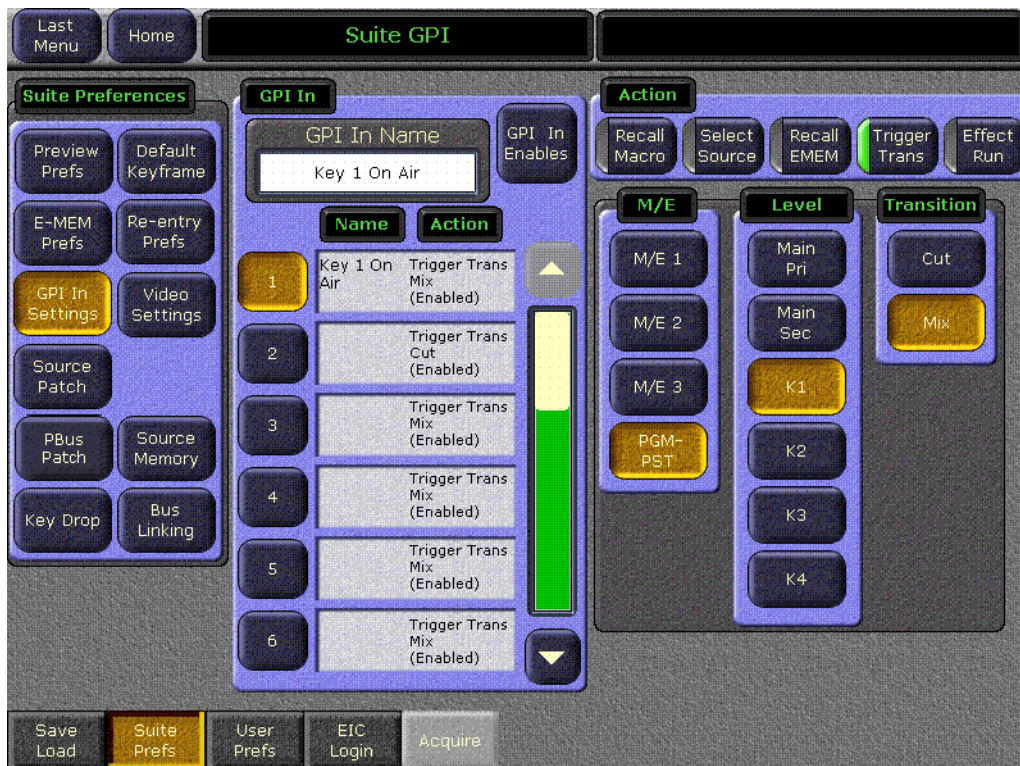 Last
Menu
Home
Suite GPI
Suite Preferences
Preview
Prefs
Default
Keyframe
E-MEM
Prefs
Re-entry
Prefs
GPI In
Settings
Video
Settings
Source
Patch
PBus
Patch
Source
Memory
Key Drop
Bus
Linking
GPI In
GPI In Name
Key 1 On Air
GPI In
Enables
Name
Action
1
Key 1 On
Air
Trigger Trans
Mix
(Enabled)
2
Trigger Trans
Cut
(Enabled)
3
Trigger Trans
Mix
(Enabled)
4
Trigger Trans
Mix
(Enabled)
5
Trigger Trans
Mix
(Enabled)
6
Trigger Trans
Mix
(Enabled)
Action
Recall
Macro
Select
Source
Recall
EMEM
Trigger
Trans
Effect
Run
M/E
M/E 1
M/E 2
M/E 3
PGM-
PST
Level
Main
Pri
Main
Sec
K1
K2
K3
K4
Transition
Cut
Mix
Save
Load
Suite
Prefs
User
Prefs
EIC
Login
Acquire